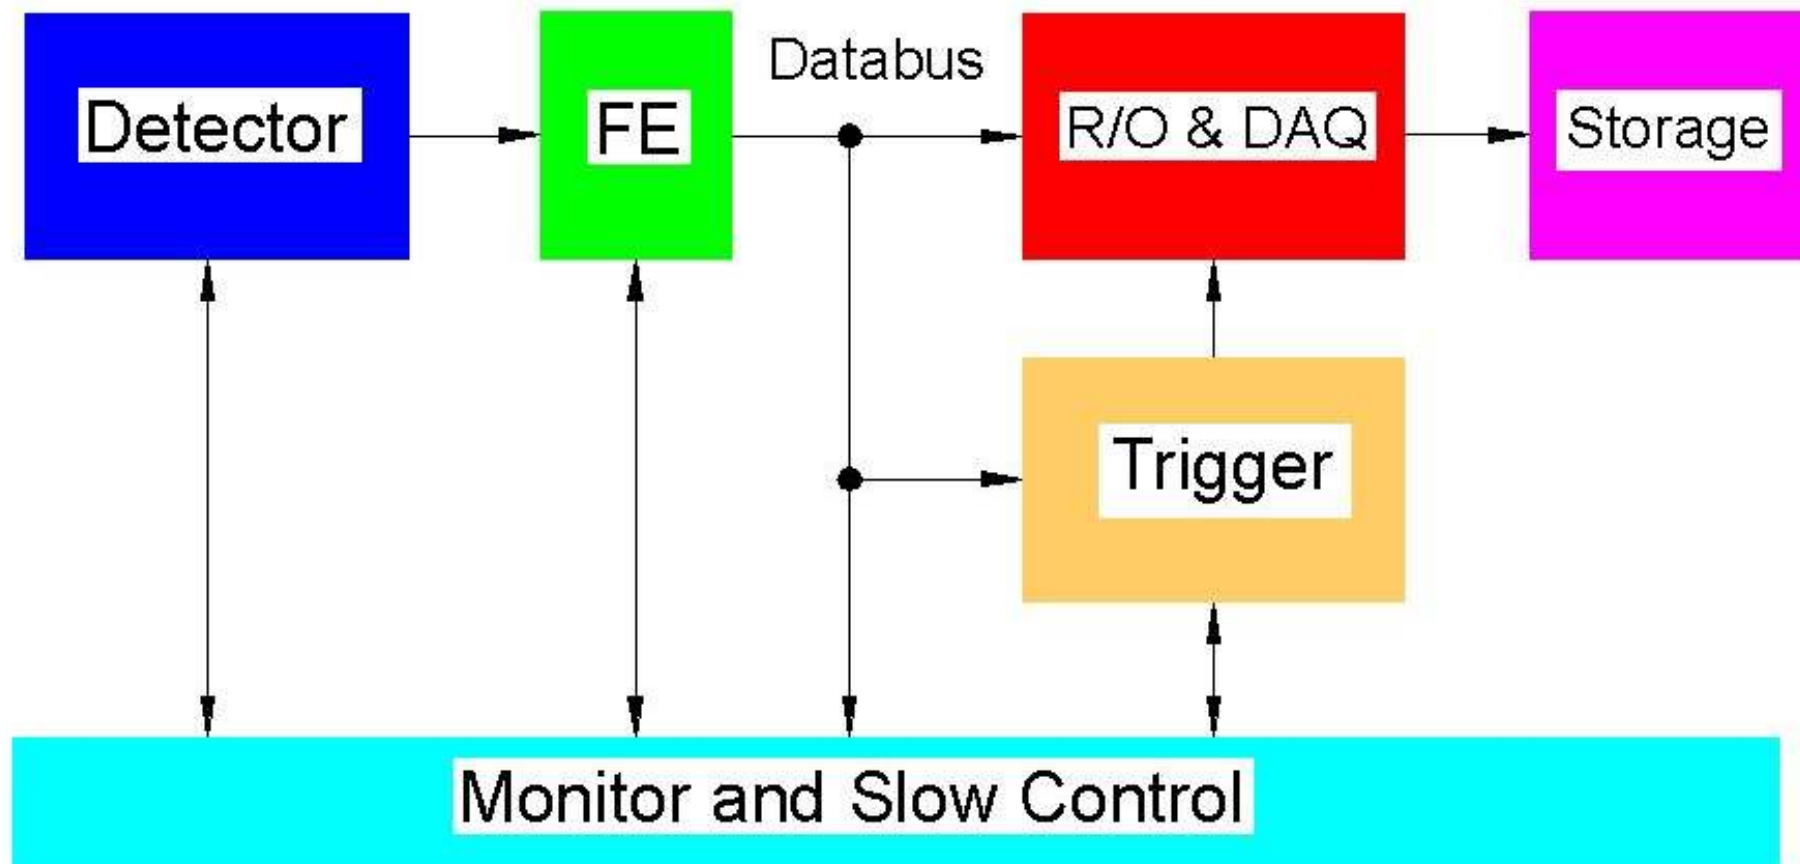 Databus
Detector
FE
R/O & DAQ
Storage
Trigger
Monitor and Slow Control